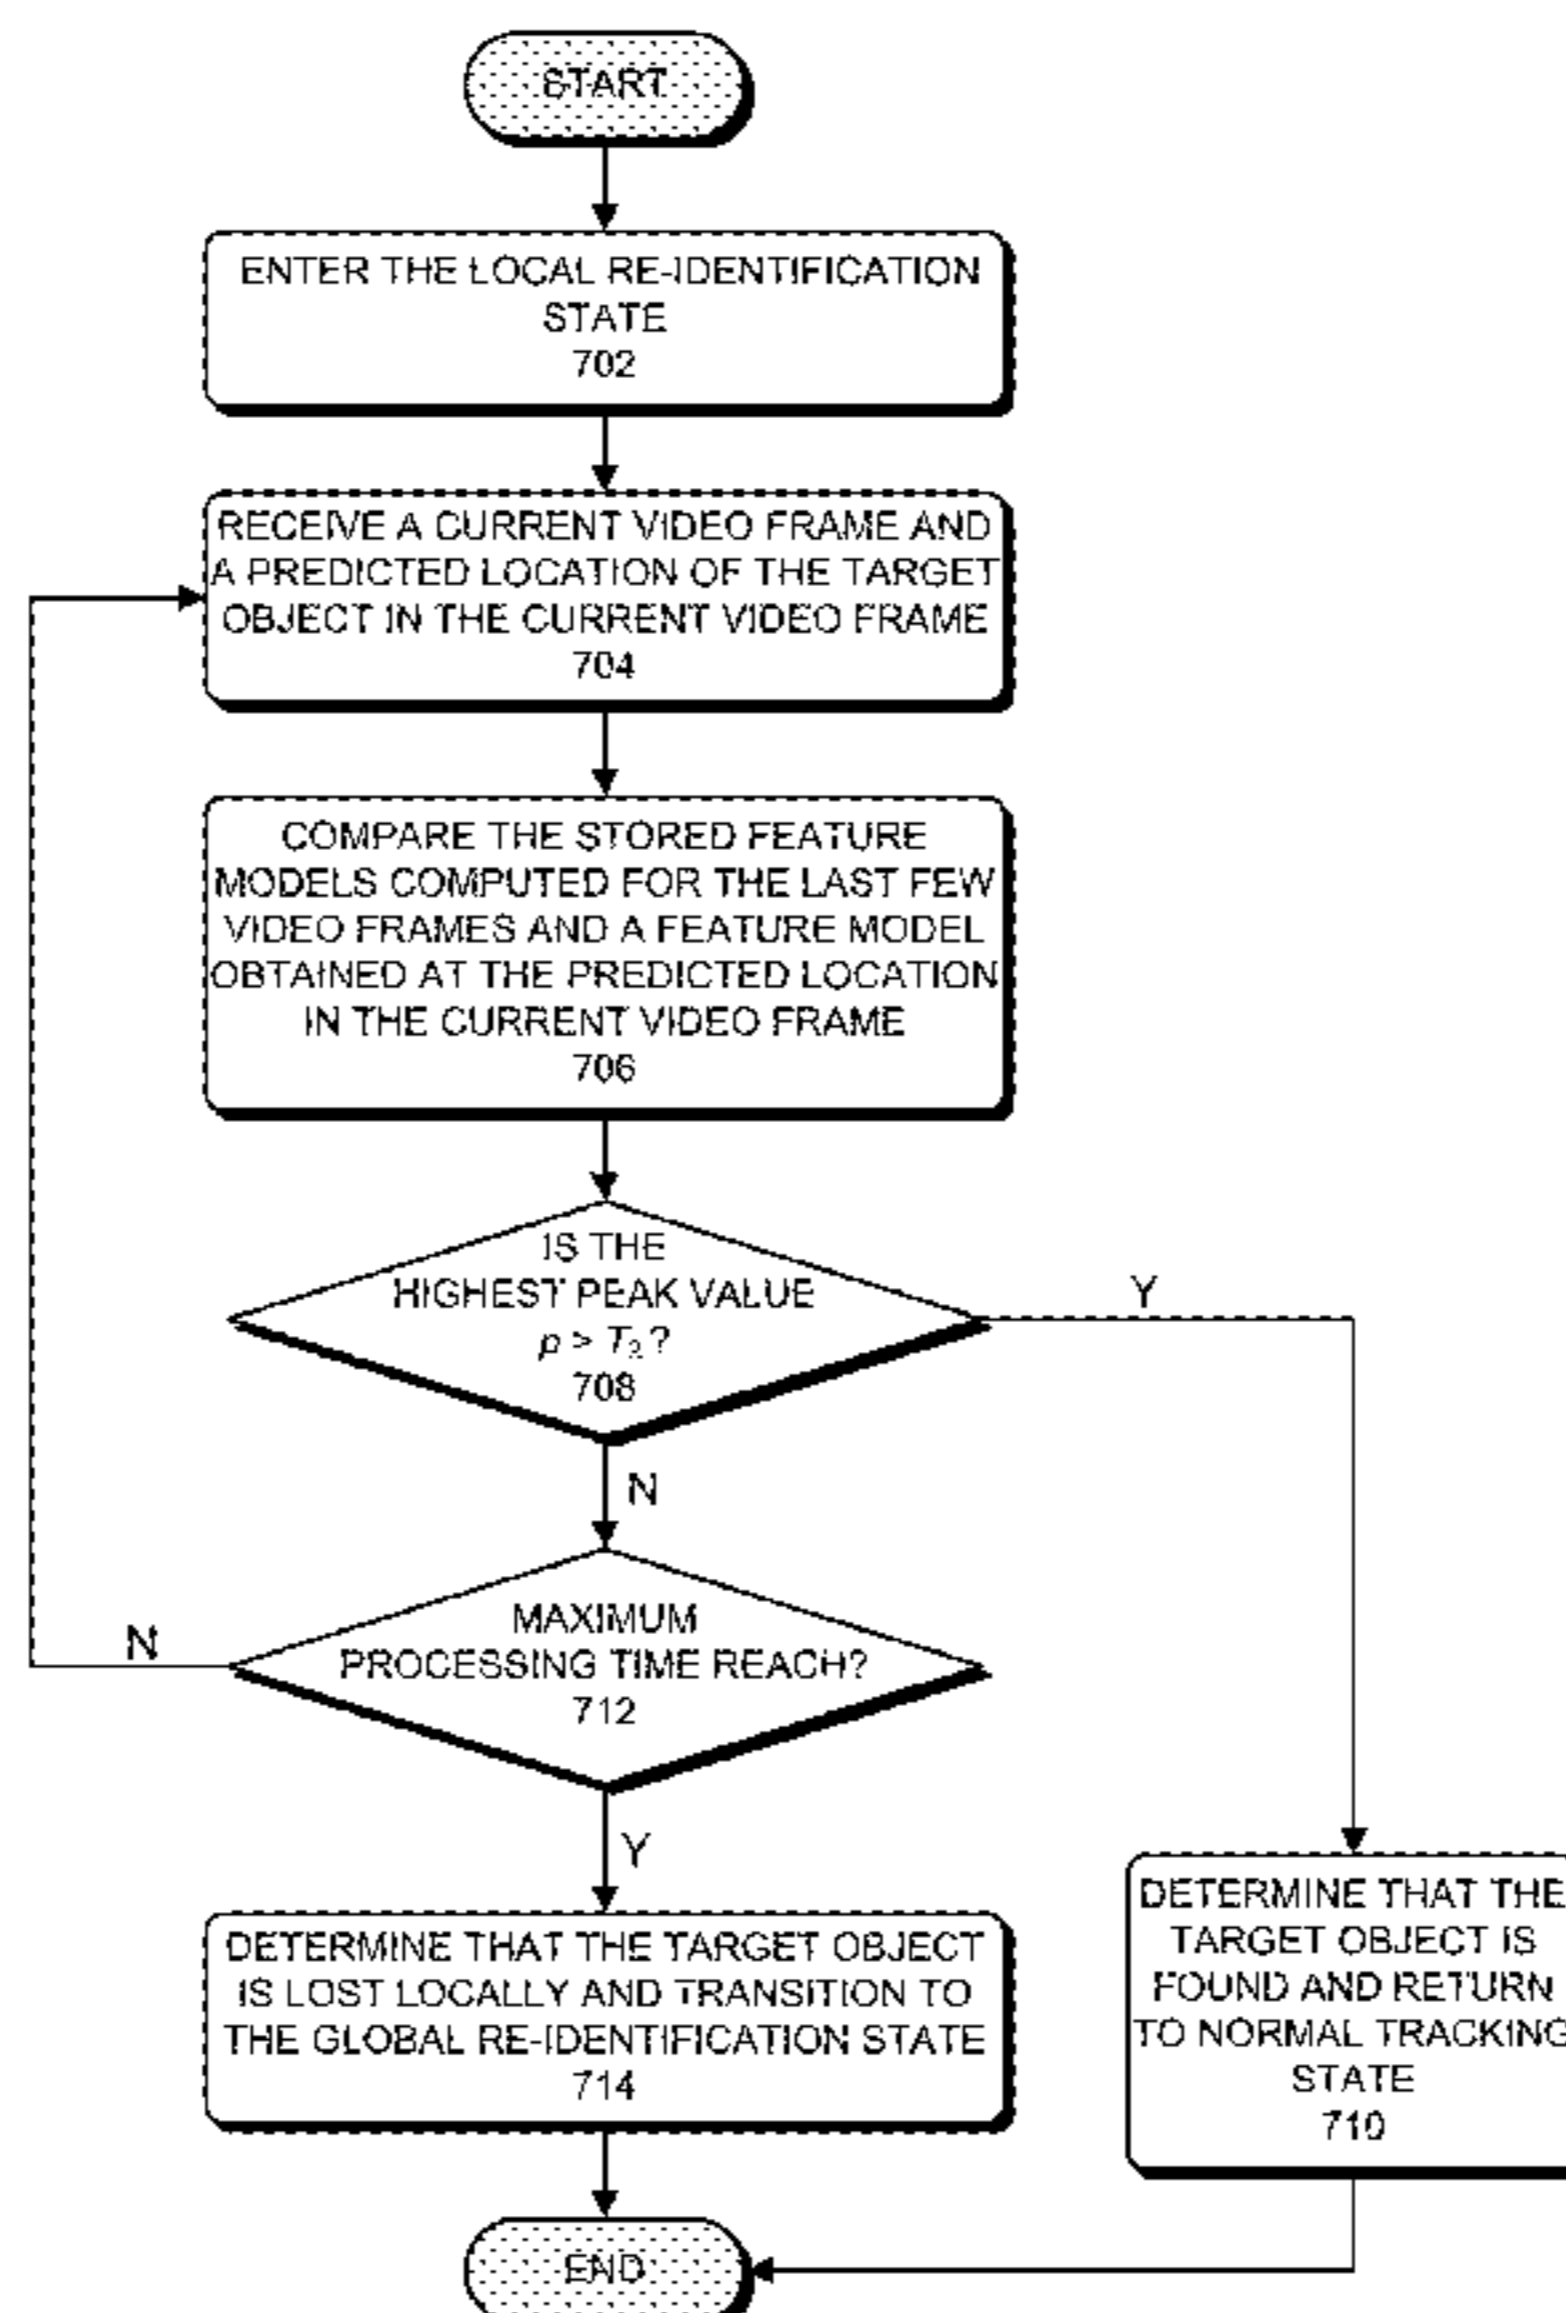 START
ENTER THE LOCAL RE-IDENTIFICATION
STATE
702
RECEIVE A CURRENT VIDEO FRAME AND
A PREDICTED LOCATION OF THE TARGET
OBJECT IN THE CURRENT VIDEO FRAME
704
COMPARE THE STORED FEATURE
MODELS COMPUTED FOR THE LAST FEW
VIDEO FRAMES AND A FEATURE MODEL
OBTAINED AT THE PREDICTED LOCATION
IN THE CURRENT VIDEO FRAME
706
IS THE
HIGHEST PEAK VALUE
p > T₂ ?
708
Y
N
MAXIMUM
PROCESSING TIME REACH?
712
N
Y
DETERMINE THAT THE TARGET OBJECT
IS LOST LOCALLY AND TRANSITION TO
THE GLOBAL RE-IDENTIFICATION STATE
714
DETERMINE THAT THE
TARGET OBJECT IS
FOUND AND RETURN
TO NORMAL TRACKING
STATE
710
END